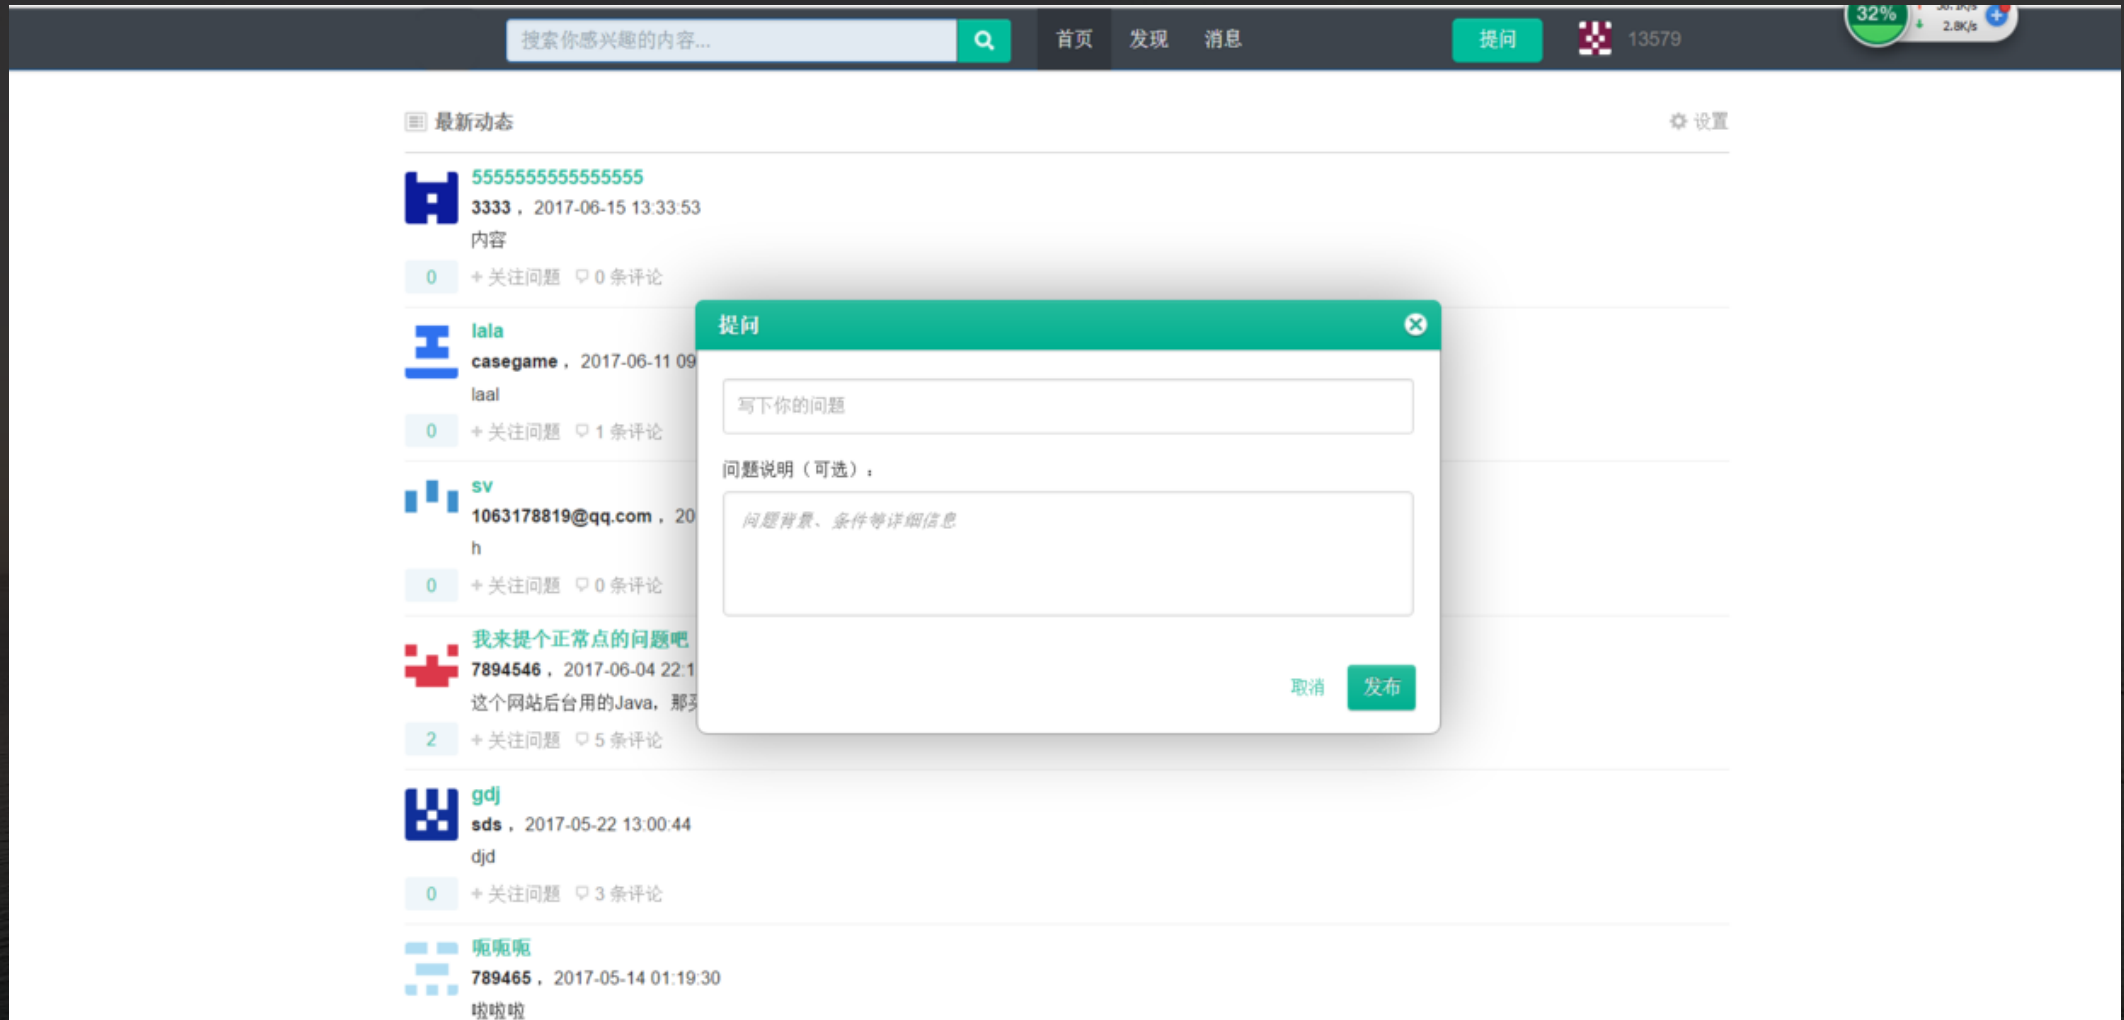 搜索你感兴趣的内容...
首页 发现 消息 提问 13579
32% 2.8K/s
最新动态 设置
5555555555555555
3333， 2017-06-15 13:33:53
内容
0 + 关注问题 0 条评论
lala
casegame， 2017-06-11 09
laal
0 + 关注问题 1 条评论
sv
1063178819@qq.com， 20
h
0 + 关注问题 0 条评论
我来提个正常点的问题吧
7894546， 2017-06-04 22:1
这个网站后台用的Java，那
2 + 关注问题 5 条评论
gdj
sds， 2017-05-22 13:00:44
djd
0 + 关注问题 3 条评论
呃呃呃
789465， 2017-05-14 01:19:30
啦啦啦
提问
写下你的问题
问题说明（可选）：
问题背景、条件等详细信息
取消 发布